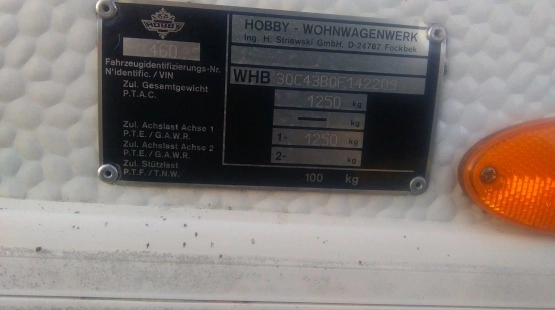 HOBBY
460
HOBBY - WOHNWAGENWERK
Ing. H. Striewski GmbH. D-24787 Fockbek
Fahrzeugidentifizierungs-Nr.
N'identific. / VIN
WHB
Zul. Gesamtgewicht
P.T.A.C.
1250 kg
kg
Zul. Achslast Achse 1
P.T.E. / G.A.W.R.
1- 1250 kg
Zul. Achslast Achse 2
P.T.E. / G.A.W.R.
2- kg
Zul. Stützlast
P.T.F. / T.N.W.
100 kg